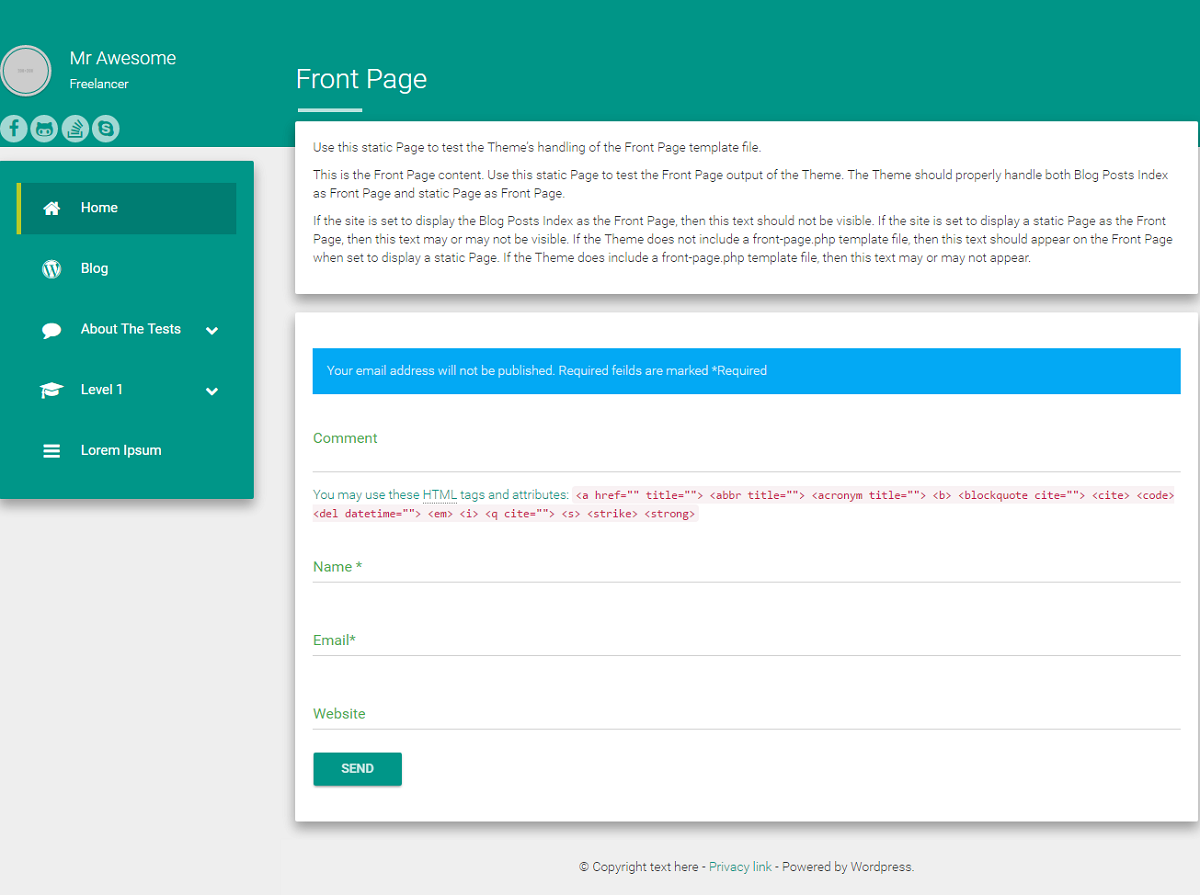 Mr Awesome
Freelancer
Front Page
Home
Blog
About The Tests
Level 1
Lorem Ipsum
Use this static Page to test the Theme's handling of the Front Page template file.
This is the Front Page content. Use this static Page to test the Front Page output of the Theme. The Theme should properly handle both Blog Posts Index
as Front Page and static Page as Front Page.
If the site is set to display the Blog Posts Index as the Front Page, then this text should not be visible. If the site is set to display a static Page as the Front
Page, then this text may or may not be visible. If the Theme does not include a front-page.php template file, then this text should appear on the Front Page
when set to display a static Page. If the Theme does include a front-page.php template file, then this text may or may not appear.
Your email address will not be published. Required feilds are marked *Required
Comment
You may use these HTML tags and attributes: <a href="" title=""> <abbr title=""> <acronym title=""> <b> <blockquote cite=""> <cite> <code>
<del datetime=""> <em> <i> <q cite=""> <s> <strike> <strong>
Name *
Email*
Website
SEND
© Copyright text here - Privacy link - Powered by Wordpress.